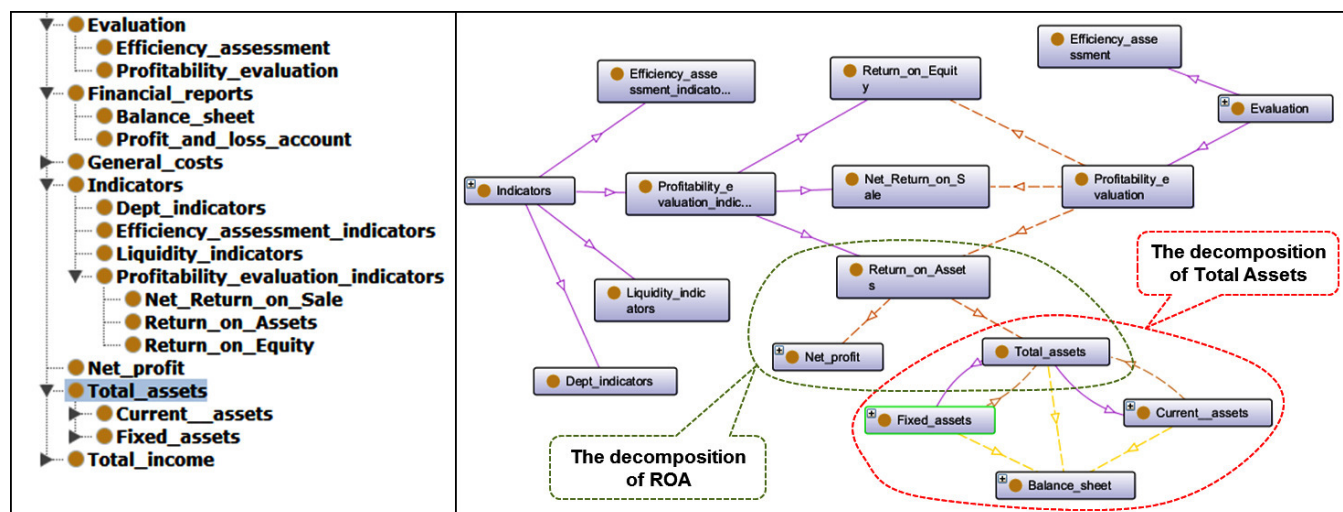 Evaluation
Efficiency_assessment
Profitability_evaluation
Financial_reports
Balance_sheet
Profit_and_loss_account
General_costs
Indicators
Dept_indicators
Efficiency_assessment_indicators
Liquidity_indicators
Profitability_evaluation_indicators
Net_Return_on_Sale
Return_on_Assets
Return_on_Equity
Net_profit
Total_assets
Current__assets
Fixed_assets
Total_income
Efficiency_asse
ssment
Efficiency_asse
ssment_indicato...
Return_on_Equit
y
Evaluation
Indicators
Profitability_e
valuation_indic...
Net_Return_on_S
ale
Profitability_e
valuation
The decomposition
of Total Assets
Return_on_Asset
s
Liquidity_indic
ators
Net_profit
Total_assets
Dept_indicators
Fixed_assets
Current__assets
The decomposition
of ROA
Balance_sheet